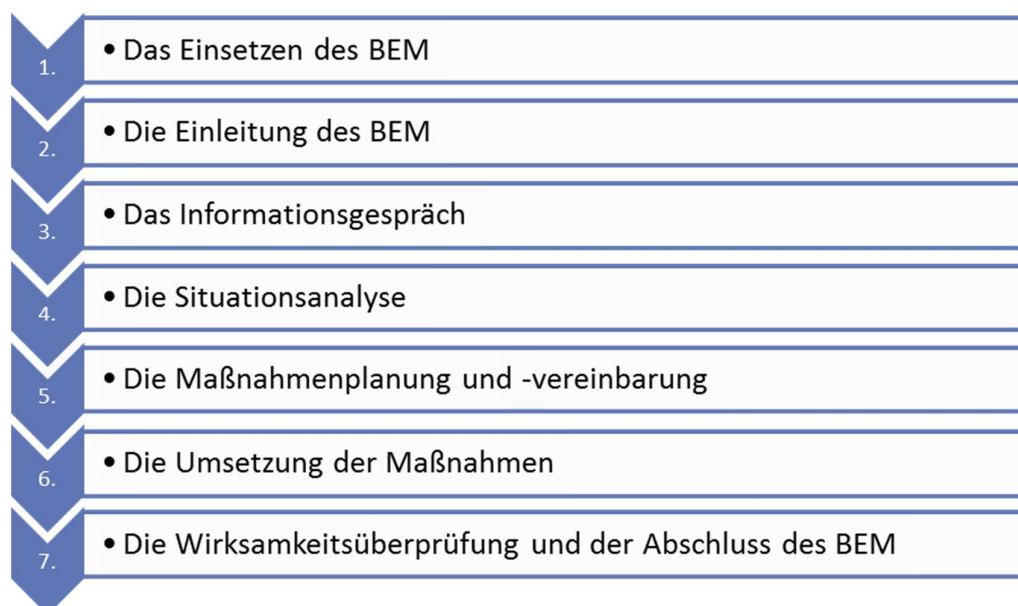 1. • Das Einsetzen des BEM
2. • Die Einleitung des BEM
3. • Das Informationsgespräch
4. • Die Situationsanalyse
5. • Die Maßnahmenplanung und -vereinbarung
6. • Die Umsetzung der Maßnahmen
7. • Die Wirksamkeitsüberprüfung und der Abschluss des BEM